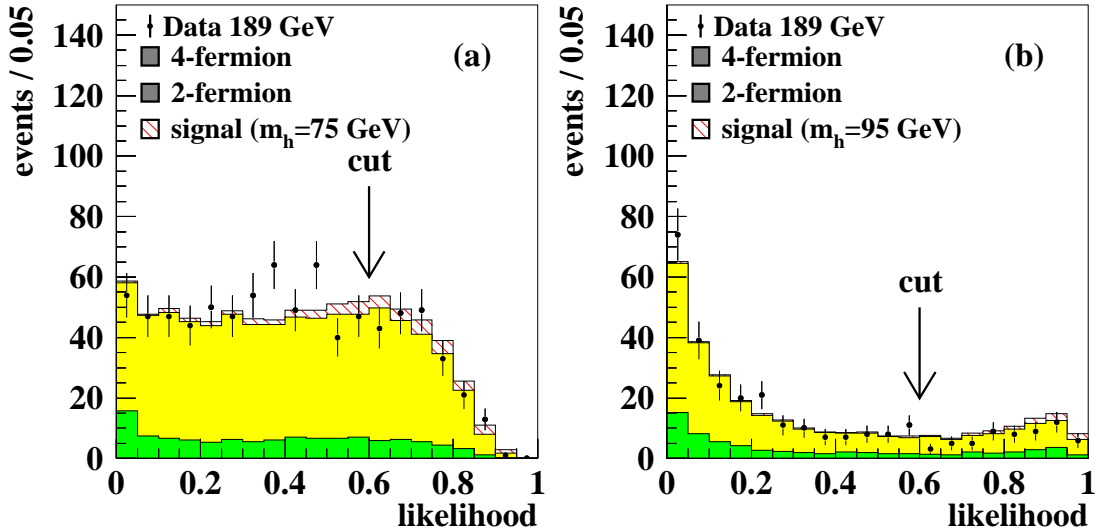 events / 0.05
140
120
100
80
60
40
20
0
Data 189 GeV
4-fermion
2-fermion
signal (m_h=75 GeV)
(a)
cut
0 0.2 0.4 0.6 0.8 1
likelihood
events / 0.05
140
120
100
80
60
40
20
0
Data 189 GeV
4-fermion
2-fermion
signal (m_h=95 GeV)
(b)
cut
0 0.2 0.4 0.6 0.8 1
likelihood